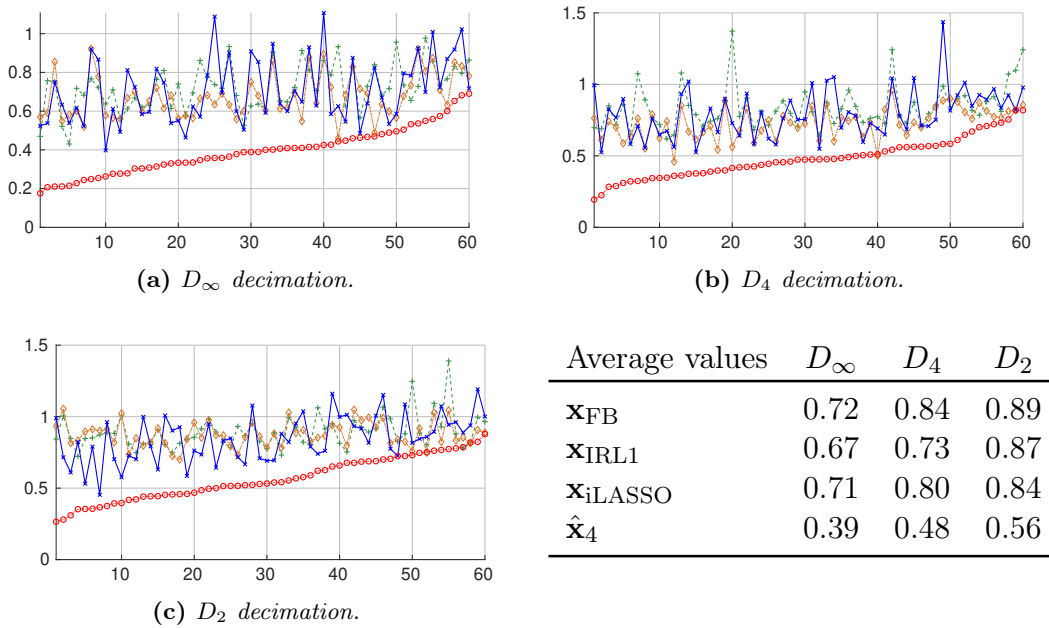 1
0.8
0.6
0.4
0.2
0
10 20 30 40 50 60
(a) D∞ decimation.
1.5
1
0.5
0
10 20 30 40 50 60
(b) D4 decimation.
1.5
1
0.5
0
10 20 30 40 50 60
(c) D2 decimation.
Average values D∞ D4 D2
xFB 0.72 0.84 0.89
xIRL1 0.67 0.73 0.87
xiLASSO 0.71 0.80 0.84
x̂4 0.39 0.48 0.56